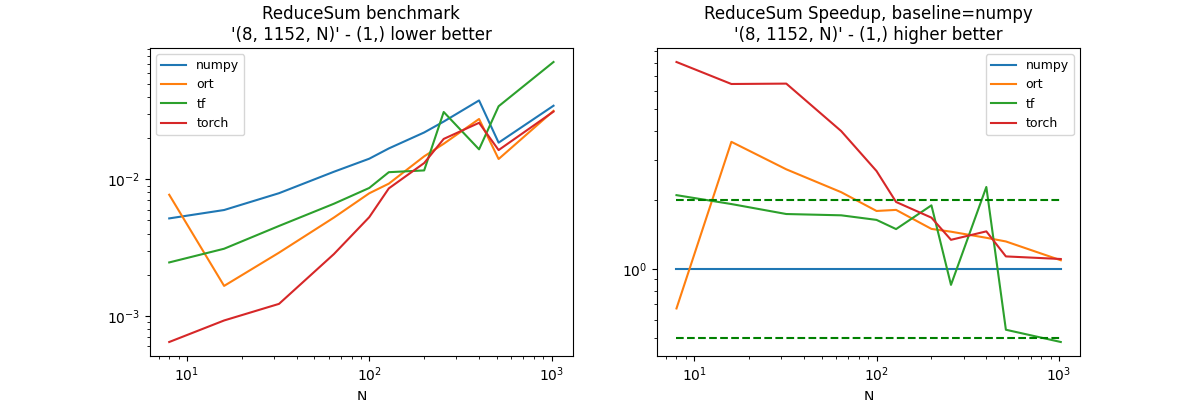 ReduceSum benchmark
'(8, 1152, N)' - (1,) lower better
numpy
ort
tf
torch
10^-2
10^-3
10^1
10^2
10^3
N
ReduceSum Speedup, baseline=numpy
'(8, 1152, N)' - (1,) higher better
numpy
ort
tf
torch
10^0
10^1
10^2
10^3
N